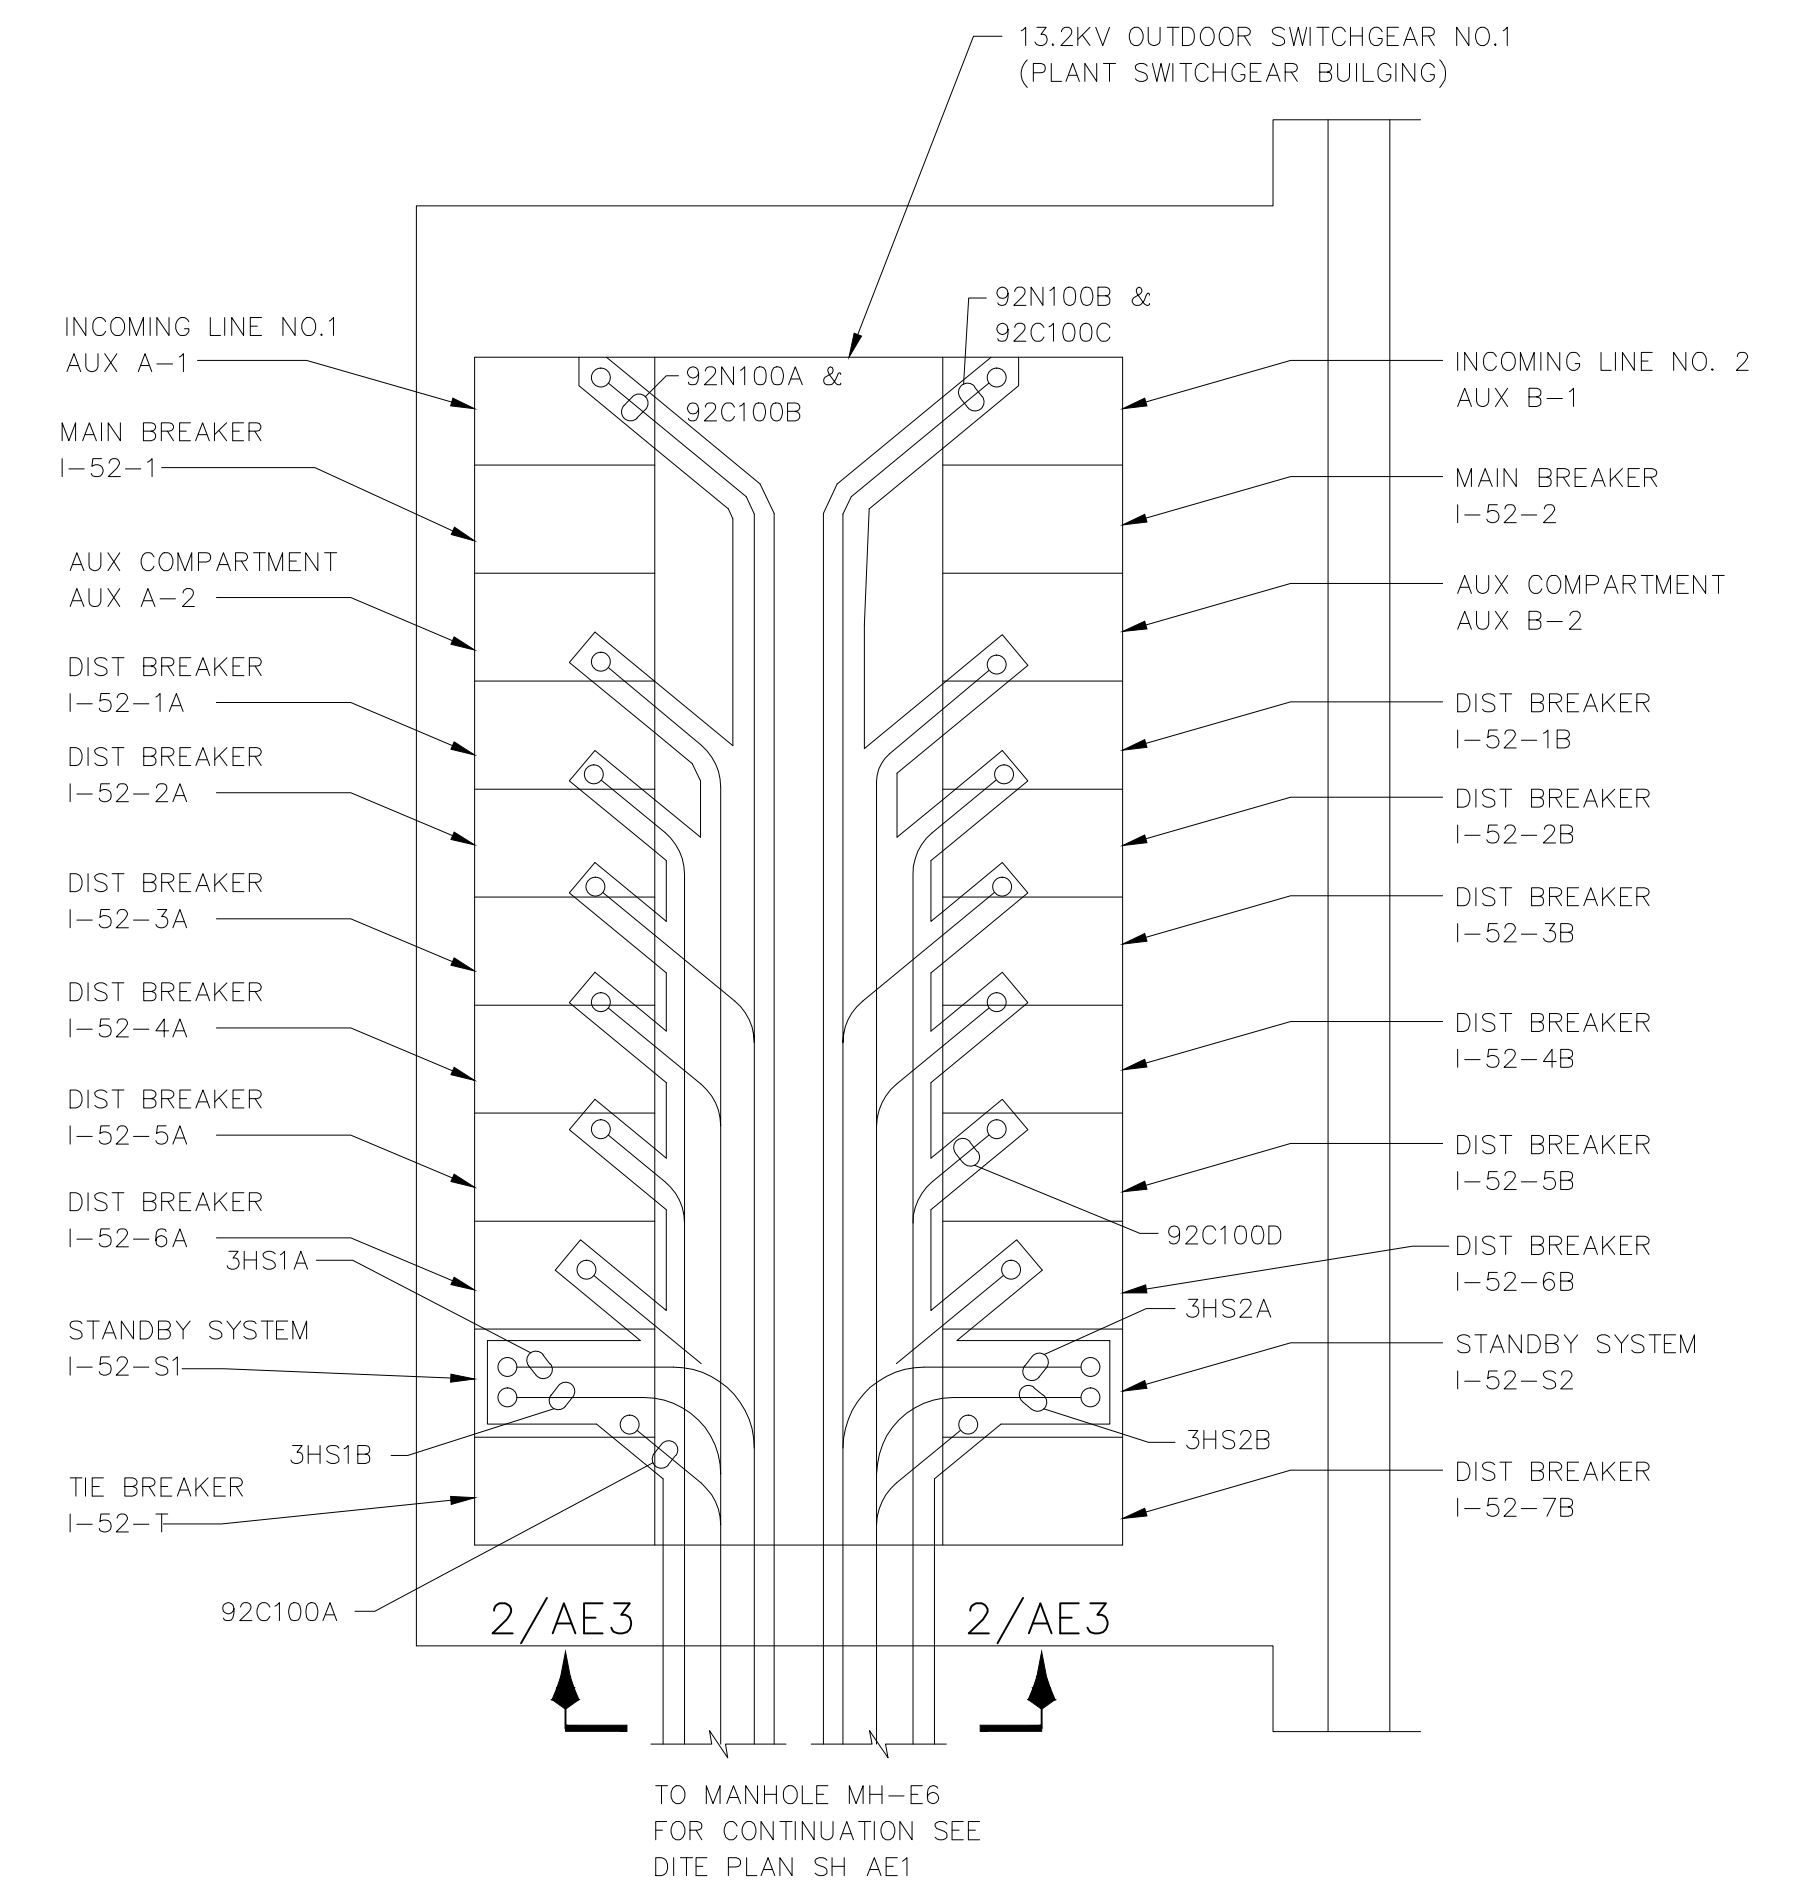 13.2KV OUTDOOR SWITCHGEAR NO.1
(PLANT SWITCHGEAR BUILGING)
92N100B &
92C100C
92N100A &
92C100B
INCOMING LINE NO.1
AUX A-1
MAIN BREAKER
I-52-1
AUX COMPARTMENT
AUX A-2
DIST BREAKER
I-52-1A
DIST BREAKER
I-52-2A
DIST BREAKER
I-52-3A
DIST BREAKER
I-52-4A
DIST BREAKER
I-52-5A
DIST BREAKER
I-52-6A
3HS1A
STANDBY SYSTEM
I-52-S1
3HS1B
TIE BREAKER
I-52-T
92C100A
INCOMING LINE NO. 2
AUX B-1
MAIN BREAKER
I-52-2
AUX COMPARTMENT
AUX B-2
DIST BREAKER
I-52-1B
DIST BREAKER
I-52-2B
DIST BREAKER
I-52-3B
DIST BREAKER
I-52-4B
DIST BREAKER
I-52-5B
92C100D
DIST BREAKER
I-52-6B
3HS2A
STANDBY SYSTEM
I-52-S2
3HS2B
DIST BREAKER
I-52-7B
2/AE3
2/AE3
TO MANHOLE MH-E6
FOR CONTINUATION SEE
DITE PLAN SH AE1